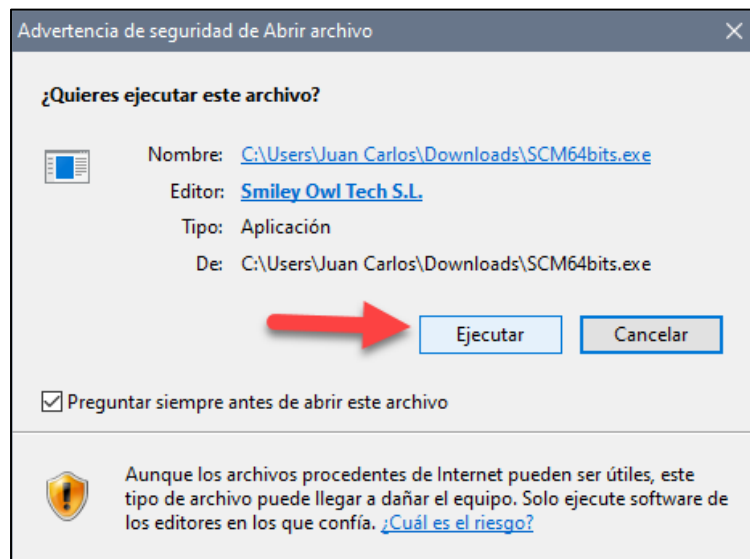 Advertencia de seguridad de Abrir archivo
¿Quieres ejecutar este archivo?
Nombre: C:\Users\Juan Carlos\Downloads\SCM64bits.exe
Editor: Smiley Owl Tech S.L.
Tipo: Aplicación
De: C:\Users\Juan Carlos\Downloads\SCM64bits.exe
Ejecutar Cancelar
Preguntar siempre antes de abrir este archivo
Aunque los archivos procedentes de Internet pueden ser útiles, este
tipo de archivo puede llegar a dañar el equipo. Solo ejecute software de
los editores en los que confía. ¿Cuál es el riesgo?